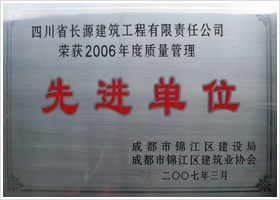 四川省长源建筑工程有限责任公司
荣获2006年度质量管理
先进单位
成都市锦江区建设局
成都市锦江区建筑业协会
二〇〇七年三月